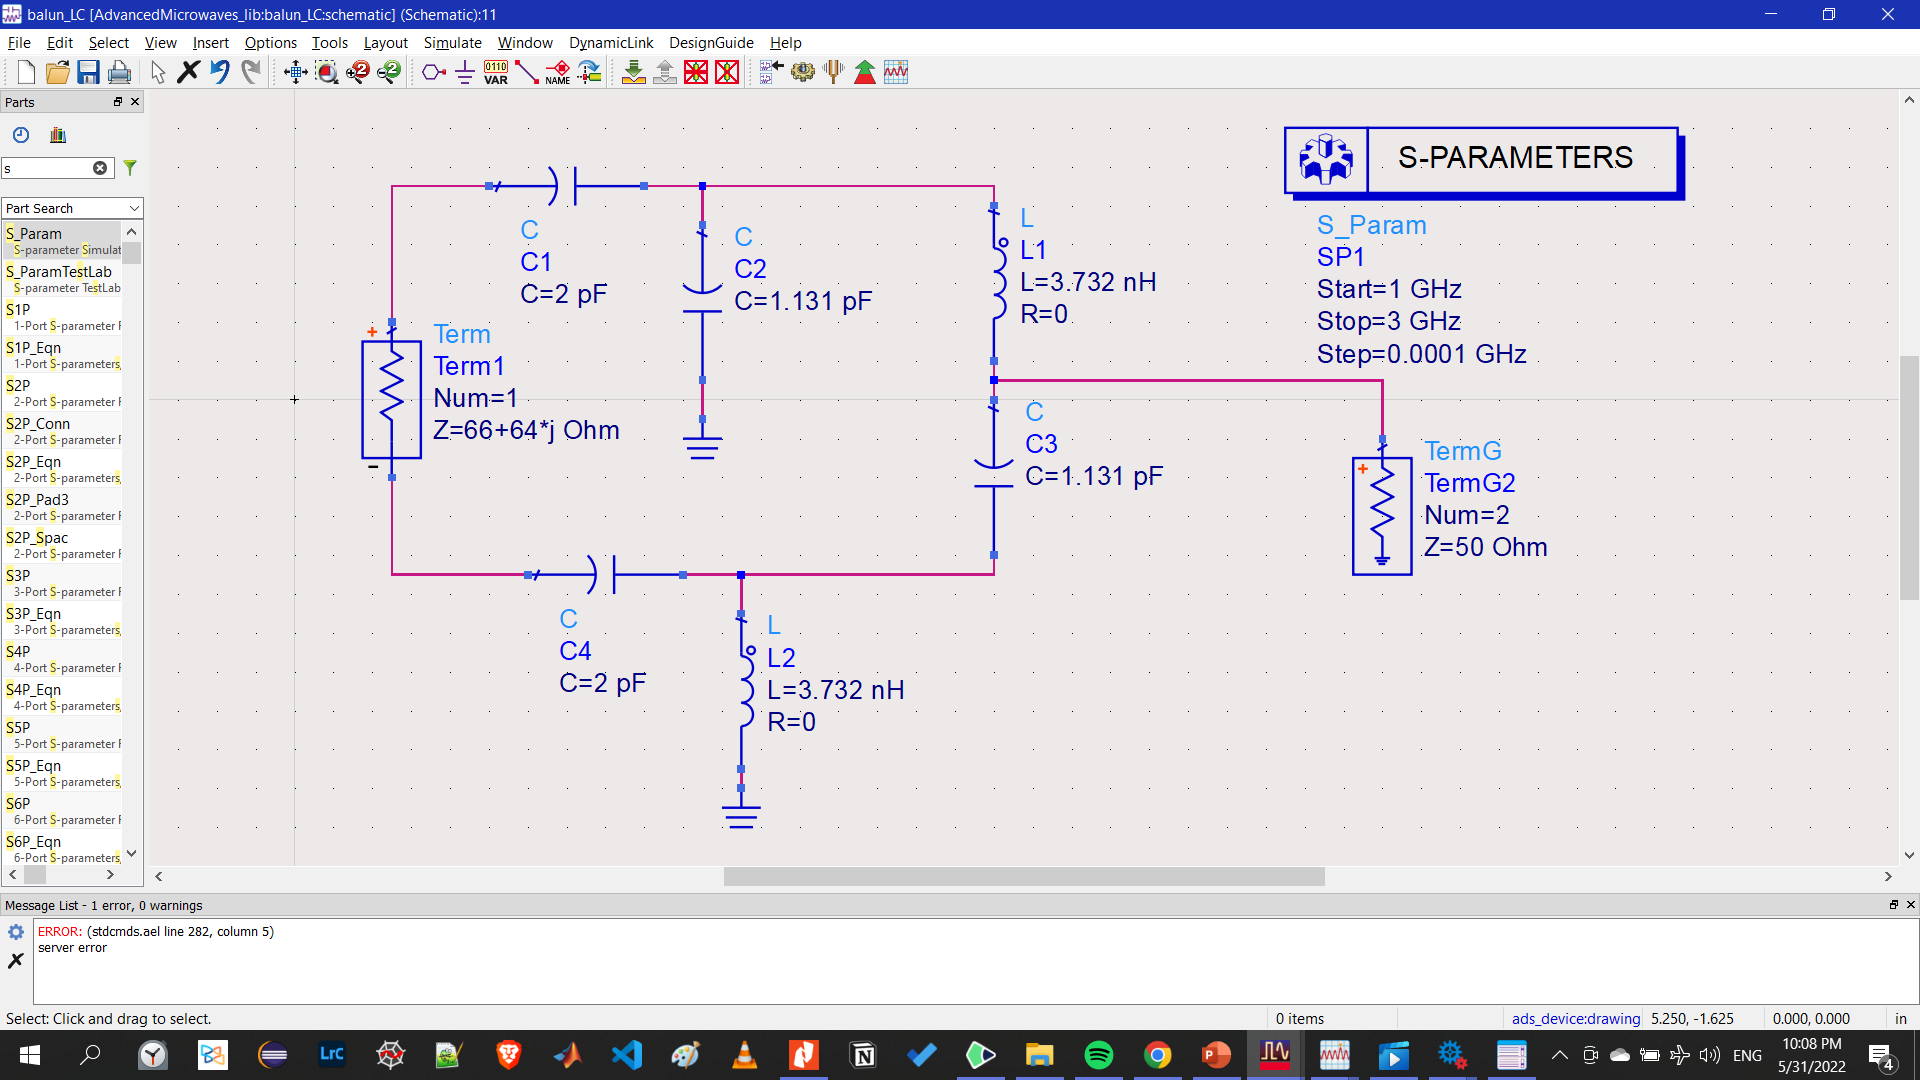 balun_LC [AdvancedMicrowaves_lib:balun_LC:schematic] (Schematic):11
File Edit Select View Insert Options Tools Layout Simulate Window DynamicLink DesignGuide Help
0110
VAR
NAME
Parts
s
Part Search
S_Param
S-parameter Simulat
S_ParamTestLab
S-parameter TestLab
S1P
1-Port S-parameter F
S1P_Eqn
1-Port S-parameters,
S2P
2-Port S-parameter F
S2P_Conn
2-Port S-parameters,
S2P_Eqn
2-Port S-parameters,
S2P_Pad3
2-Port S-parameter F
S2P_Spac
2-Port S-parameter F
S3P
3-Port S-parameter F
S3P_Eqn
3-Port S-parameters,
S4P
4-Port S-parameter F
S4P_Eqn
4-Port S-parameters,
S5P
5-Port S-parameter F
S5P_Eqn
5-Port S-parameters,
S6P
6-Port S-parameter F
S6P_Eqn
6-Port S-parameters,
C
C1
C=2 pF
C
C2
C=1.131 pF
L
L1
L=3.732 nH
R=0
S-PARAMETERS
S_Param
SP1
Start=1 GHz
Stop=3 GHz
Step=0.0001 GHz
+
Term
Term1
Num=1
Z=66+64*j Ohm
-
C
C3
C=1.131 pF
+
TermG
TermG2
Num=2
Z=50 Ohm
C
C4
C=2 pF
L
L2
L=3.732 nH
R=0
Message List - 1 error, 0 warnings
ERROR: (stdcmds.ael line 282, column 5)
server error
Select: Click and drag to select.
0 items
ads_device:drawing
5.250, -1.625
0.000, 0.000
in
Lrc
ENG
10:08 PM
5/31/2022
4